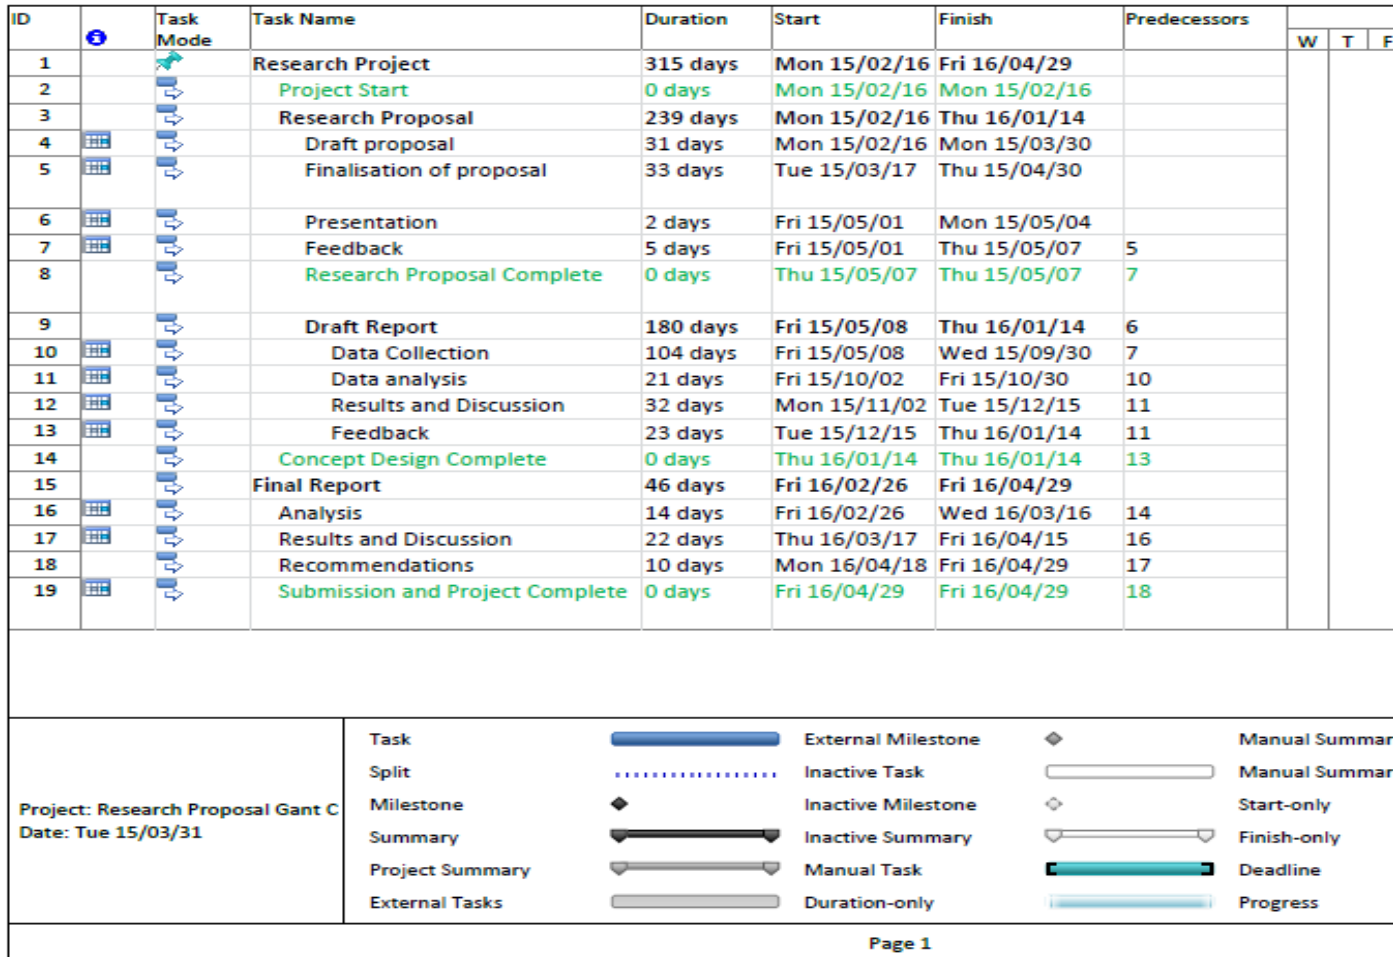 ID Task Mode Task Name Duration Start Finish Predecessors
W T F
1 Research Project 315 days Mon 15/02/16 Fri 16/04/29
2 Project Start 0 days Mon 15/02/16 Mon 15/02/16
3 Research Proposal 239 days Mon 15/02/16 Thu 16/01/14
4 Draft proposal 31 days Mon 15/02/16 Mon 15/03/30
5 Finalisation of proposal 33 days Tue 15/03/17 Thu 15/04/30
6 Presentation 2 days Fri 15/05/01 Mon 15/05/04
7 Feedback 5 days Fri 15/05/01 Thu 15/05/07 5
8 Research Proposal Complete 0 days Thu 15/05/07 Thu 15/05/07 7
9 Draft Report 180 days Fri 15/05/08 Thu 16/01/14 6
10 Data Collection 104 days Fri 15/05/08 Wed 15/09/30 7
11 Data analysis 21 days Fri 15/10/02 Fri 15/10/30 10
12 Results and Discussion 32 days Mon 15/11/02 Tue 15/12/15 11
13 Feedback 23 days Tue 15/12/15 Thu 16/01/14 11
14 Concept Design Complete 0 days Thu 16/01/14 Thu 16/01/14 13
15 Final Report 46 days Fri 16/02/26 Fri 16/04/29
16 Analysis 14 days Fri 16/02/26 Wed 16/03/16 14
17 Results and Discussion 22 days Thu 16/03/17 Fri 16/04/15 16
18 Recommendations 10 days Mon 16/04/18 Fri 16/04/29 17
19 Submission and Project Complete 0 days Fri 16/04/29 Fri 16/04/29 18
Project: Research Proposal Gant C
Date: Tue 15/03/31
Task External Milestone Manual Summar
Split Inactive Task Manual Summar
Milestone Inactive Milestone Start-only
Summary Inactive Summary Finish-only
Project Summary Manual Task Deadline
External Tasks Duration-only Progress
Page 1